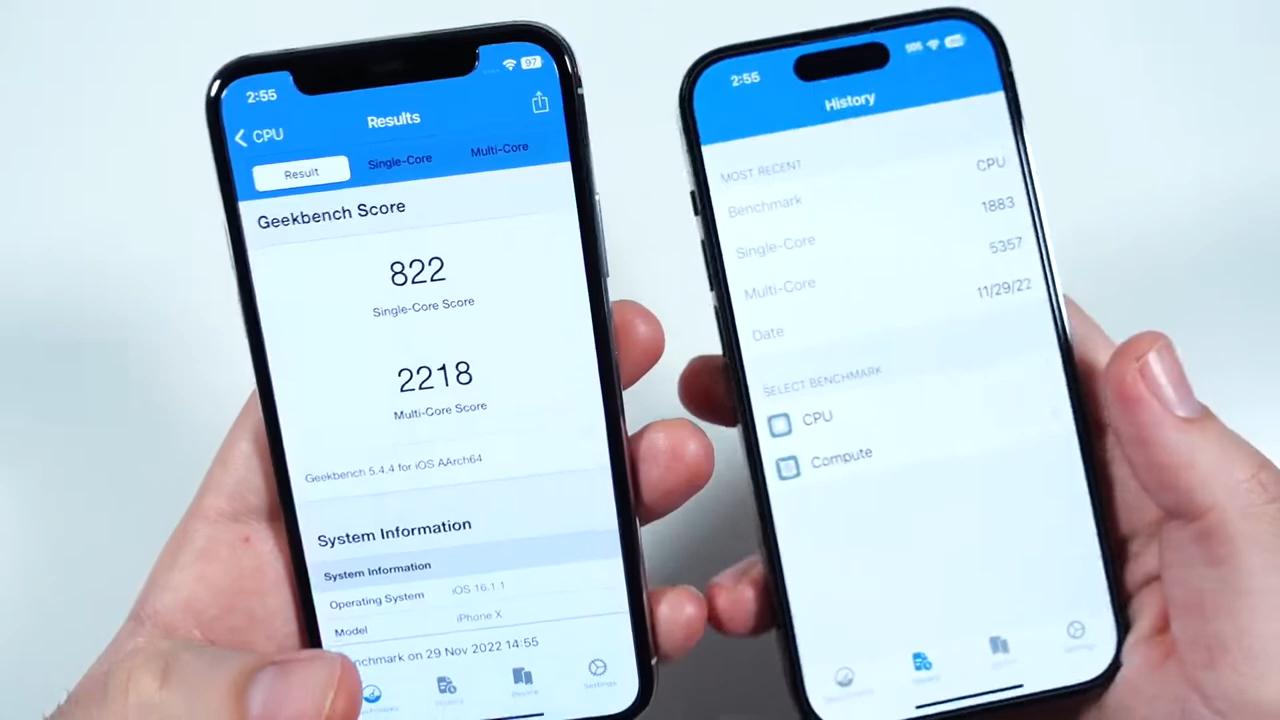 2:55
97
CPU
Results
Result
Single-Core
Multi-Core
Geekbench Score
822
Single-Core Score
2218
Multi-Core Score
Geekbench 5.4.4 for iOS AArch64
System Information
System Information
Operating System iOS 16.1.1
Model iPhone X
nchmark on 29 Nov 2022 14:55
Settings
2:55
SOS
History
MOST RECENT
Benchmark CPU
Single-Core 1883
Multi-Core 5357
Date 11/29/22
SELECT BENCHMARK
CPU
Compute